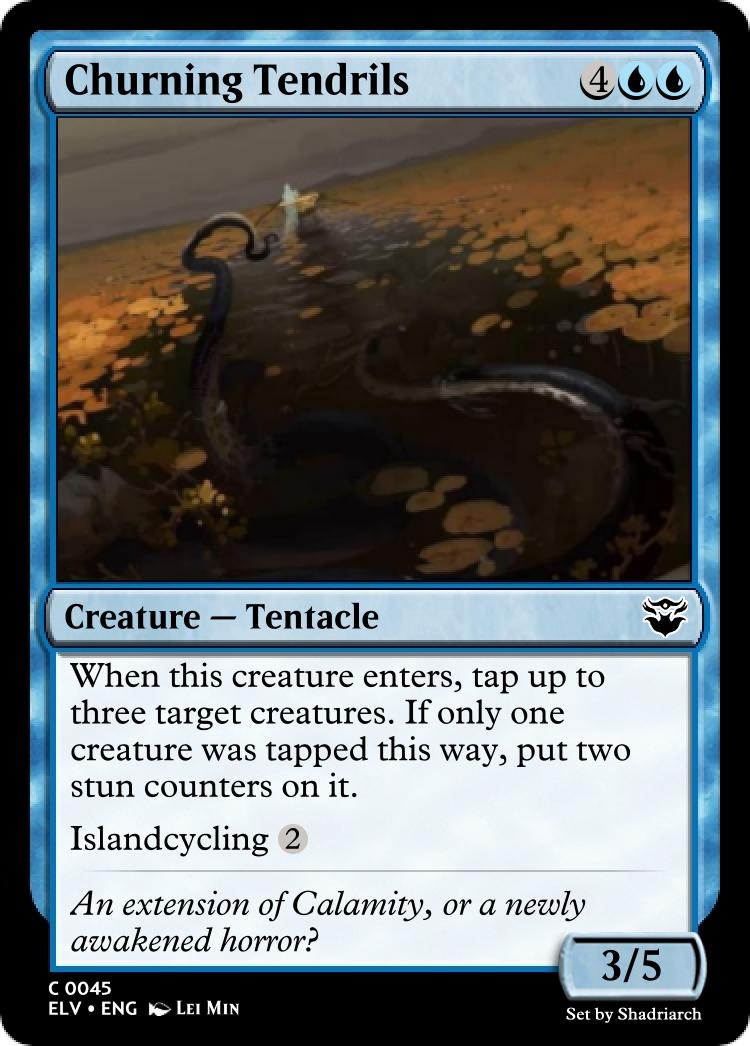 Churning Tendrils 4
Creature — Tentacle
When this creature enters, tap up to
three target creatures. If only one
creature was tapped this way, put two
stun counters on it.
Islandcycling 2
An extension of Calamity, or a newly
awakened horror?
3/5
C 0045
ELV • ENG Lei Min
Set by Shadriarch